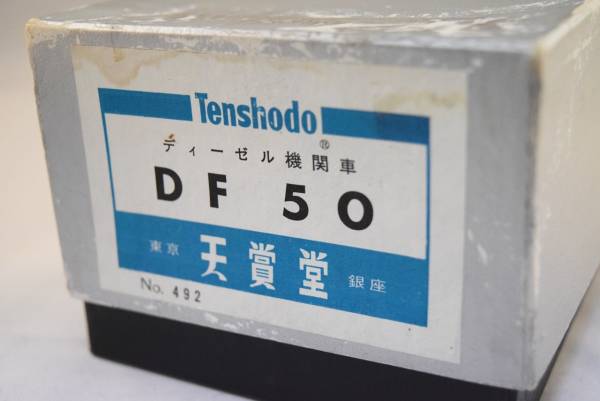 Tenshodo®
ディーゼル機関車
DF 50
東京 天賞堂 銀座
No. 492